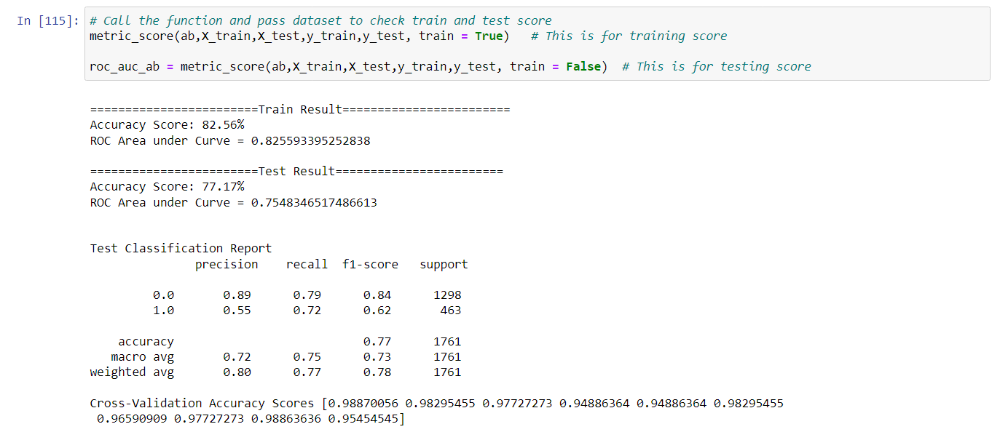 In [115]: # Call the function and pass dataset to check train and test score
metric_score(ab,X_train,X_test,y_train,y_test, train = True)   # This is for training score
roc_auc_ab = metric_score(ab,X_train,X_test,y_train,y_test, train = False)  # This is for testing score
========================Train Result========================
Accuracy Score: 82.56%
ROC Area under Curve = 0.825593395252838
========================Test Result========================
Accuracy Score: 77.17%
ROC Area under Curve = 0.7548346517486613
Test Classification Report
precision    recall  f1-score   support
0.0       0.89      0.79      0.84      1298
1.0       0.55      0.72      0.62       463
accuracy                           0.77      1761
macro avg       0.72      0.75      0.73      1761
weighted avg       0.80      0.77      0.78      1761
Cross-Validation Accuracy Scores [0.98870056 0.98295455 0.97727273 0.94886364 0.94886364 0.98295455
0.96590909 0.97727273 0.98863636 0.95454545]